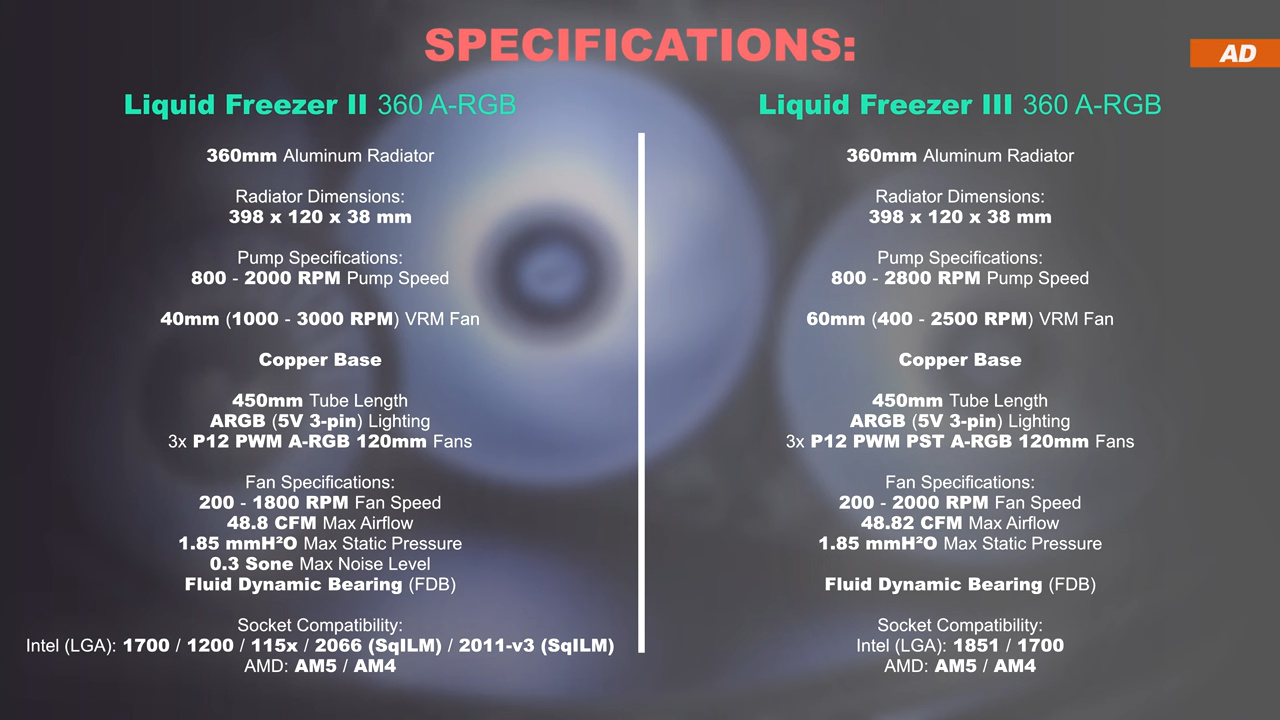 SPECIFICATIONS:
AD
Liquid Freezer II 360 A-RGB
360mm Aluminum Radiator
Radiator Dimensions:
398 x 120 x 38 mm
Pump Specifications:
800 - 2000 RPM Pump Speed
40mm (1000 - 3000 RPM) VRM Fan
Copper Base
450mm Tube Length
ARGB (5V 3-pin) Lighting
3x P12 PWM A-RGB 120mm Fans
Fan Specifications:
200 - 1800 RPM Fan Speed
48.8 CFM Max Airflow
1.85 mmH²O Max Static Pressure
0.3 Sone Max Noise Level
Fluid Dynamic Bearing (FDB)
Socket Compatibility:
Intel (LGA): 1700 / 1200 / 115x / 2066 (SqILM) / 2011-v3 (SqILM)
AMD: AM5 / AM4
Liquid Freezer III 360 A-RGB
360mm Aluminum Radiator
Radiator Dimensions:
398 x 120 x 38 mm
Pump Specifications:
800 - 2800 RPM Pump Speed
60mm (400 - 2500 RPM) VRM Fan
Copper Base
450mm Tube Length
ARGB (5V 3-pin) Lighting
3x P12 PWM PST A-RGB 120mm Fans
Fan Specifications:
200 - 2000 RPM Fan Speed
48.82 CFM Max Airflow
1.85 mmH²O Max Static Pressure
Fluid Dynamic Bearing (FDB)
Socket Compatibility:
Intel (LGA): 1851 / 1700
AMD: AM5 / AM4